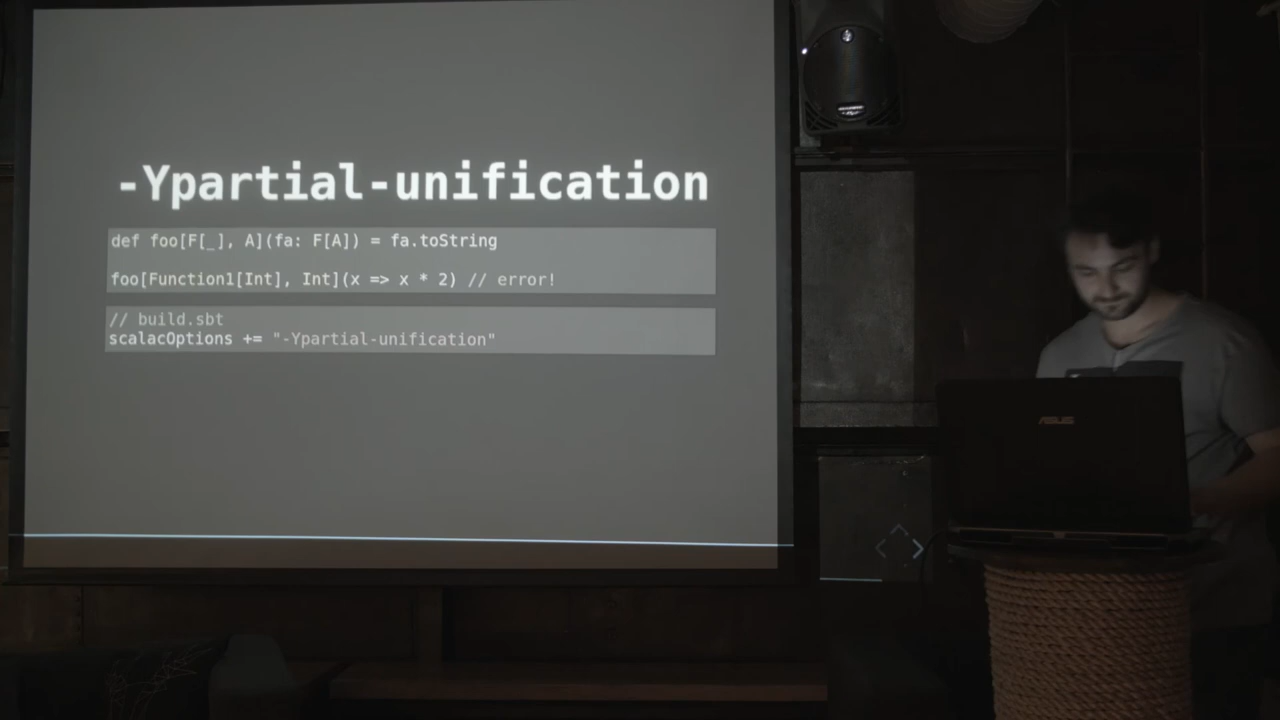 -Ypartial-unification
def foo[F[_], A](fa: F[A]) = fa.toString
foo[Function1[Int], Int](x => x * 2) // error!
// build.sbt
scalacOptions += "-Ypartial-unification"
ASUS